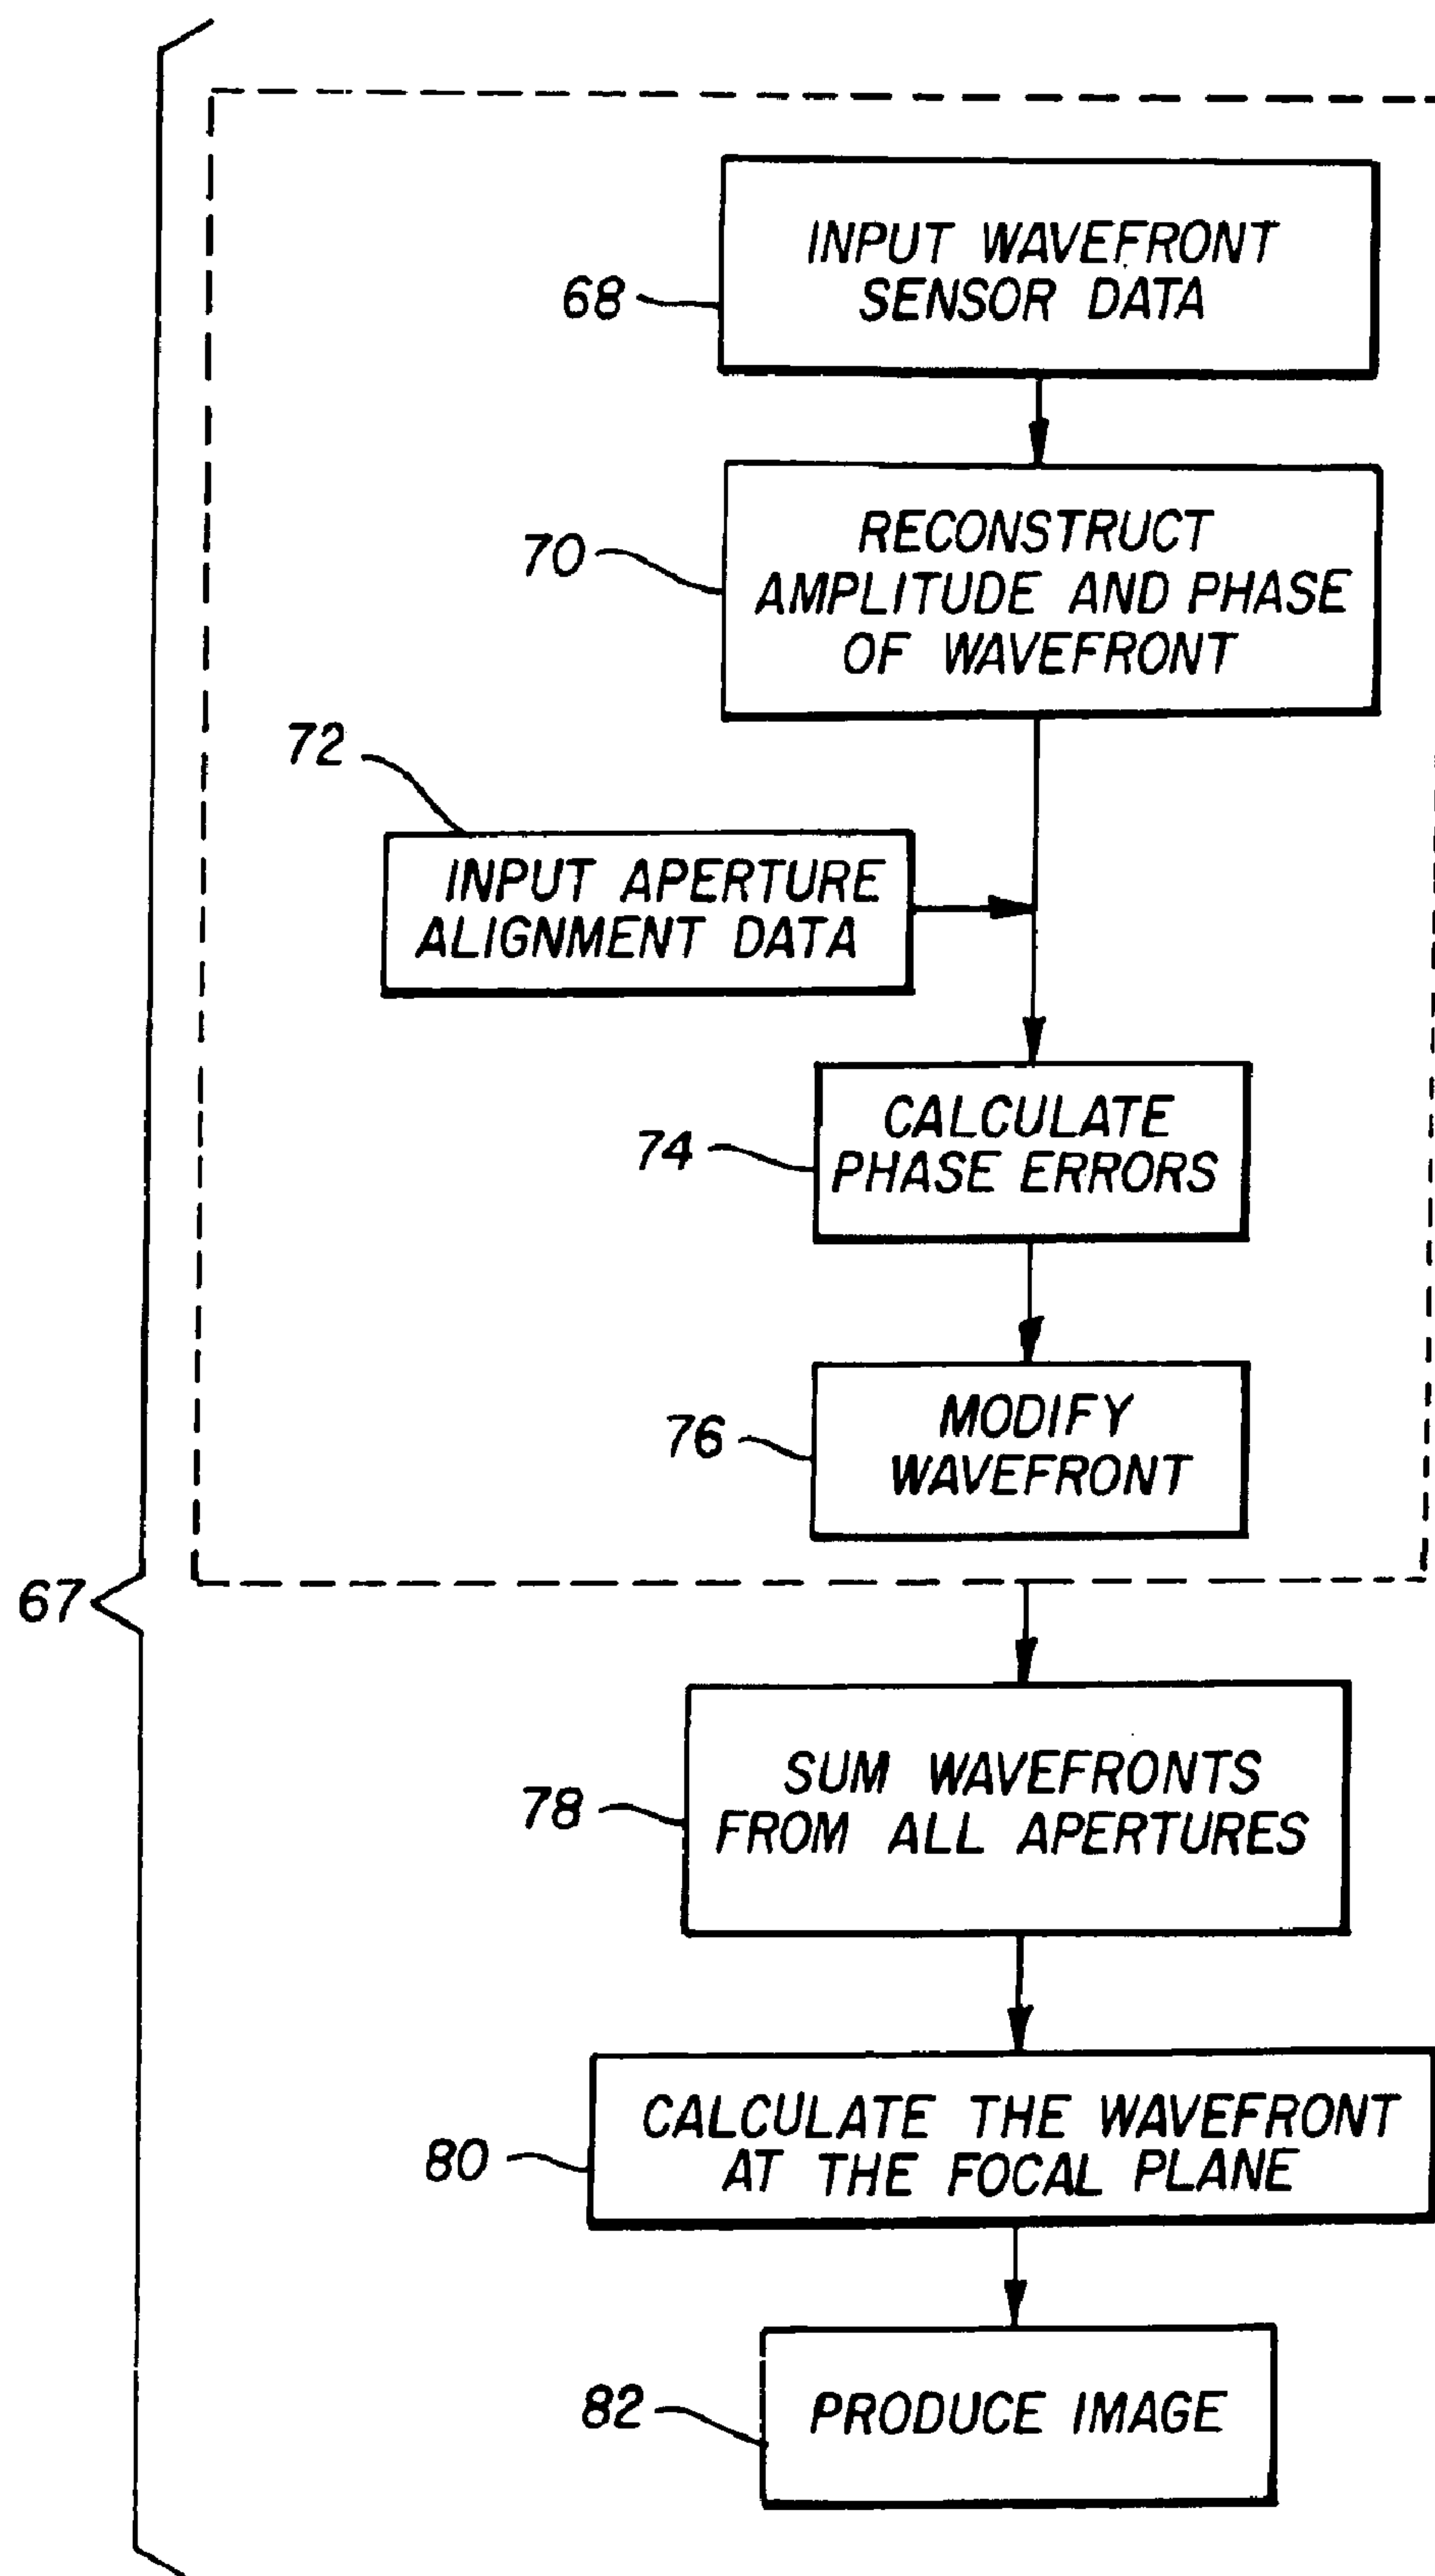 INPUT WAVEFRONT
SENSOR DATA
68
RECONSTRUCT
AMPLITUDE AND PHASE
OF WAVEFRONT
70
72
INPUT APERTURE
ALIGNMENT DATA
CALCULATE
PHASE ERRORS
74
MODIFY
WAVEFRONT
76
67
SUM WAVEFRONTS
FROM ALL APERTURES
78
CALCULATE THE WAVEFRONT
AT THE FOCAL PLANE
80
PRODUCE IMAGE
82